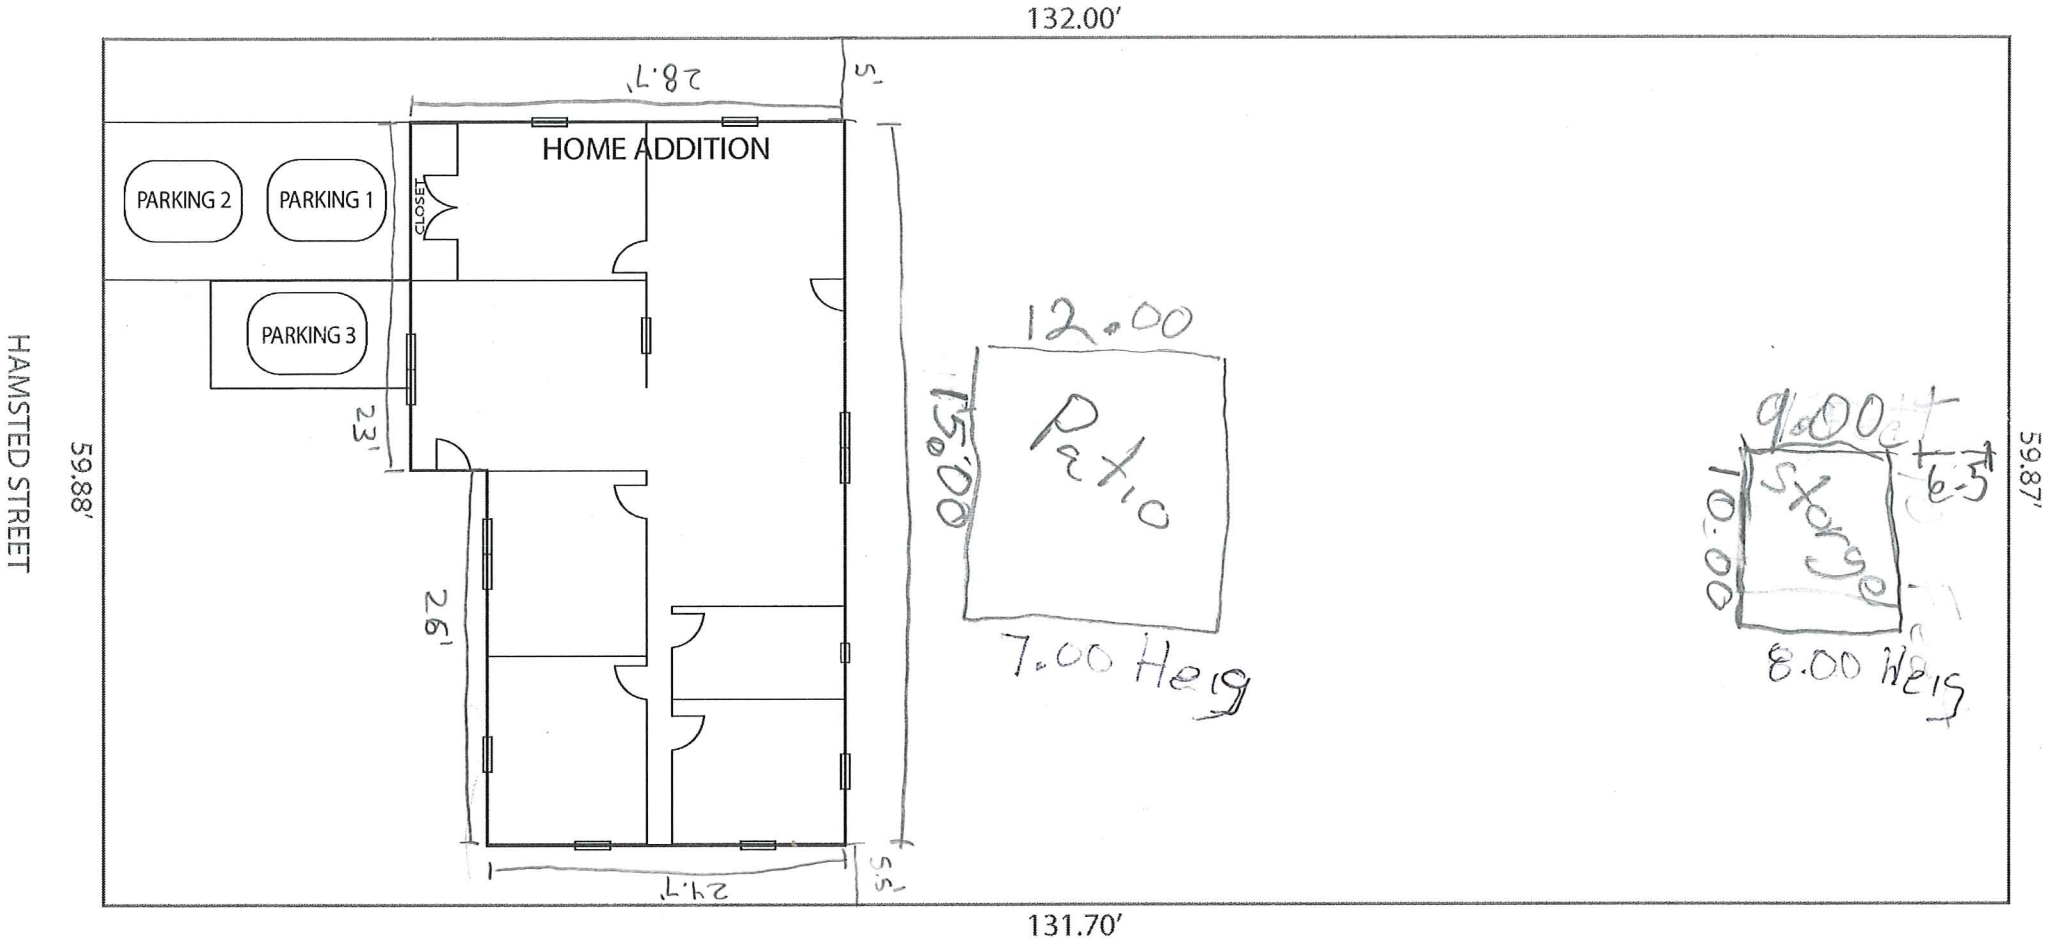 132.00'
28.7'
5'
HOME ADDITION
PARKING 2
PARKING 1
CLOSET
PARKING 3
HAMSTED STREET
59.88'
23'
26'
12.00
15.00
Patio
7.00 Heig
9.00
6.5
10.00
Storge
8.00 Heig
59.87'
24.7'
5.5'
131.70'